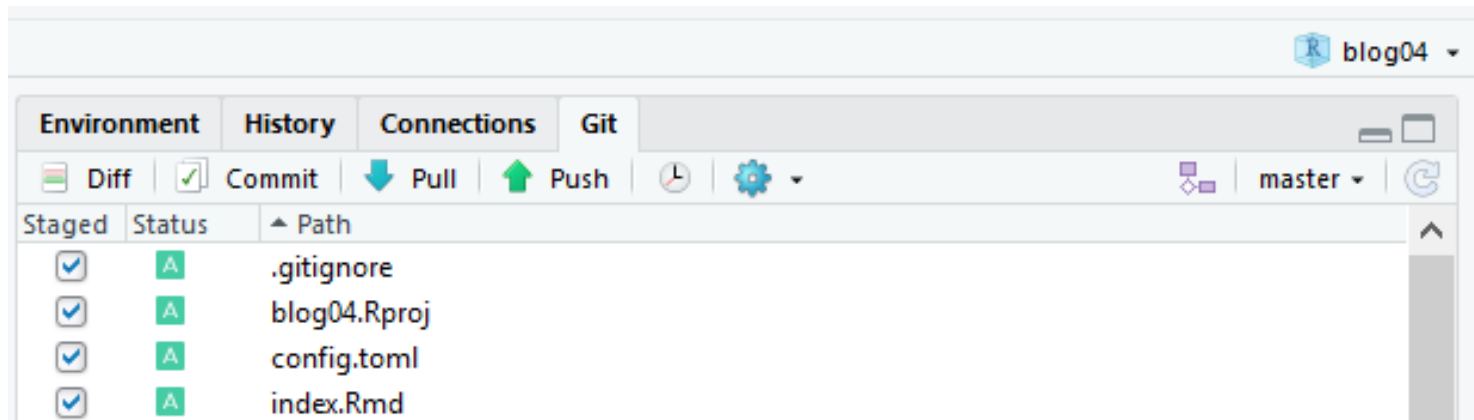 R blog04
Environment History Connections Git
Diff Commit Pull Push master
Staged Status Path
A .gitignore
A blog04.Rproj
A config.toml
A index.Rmd